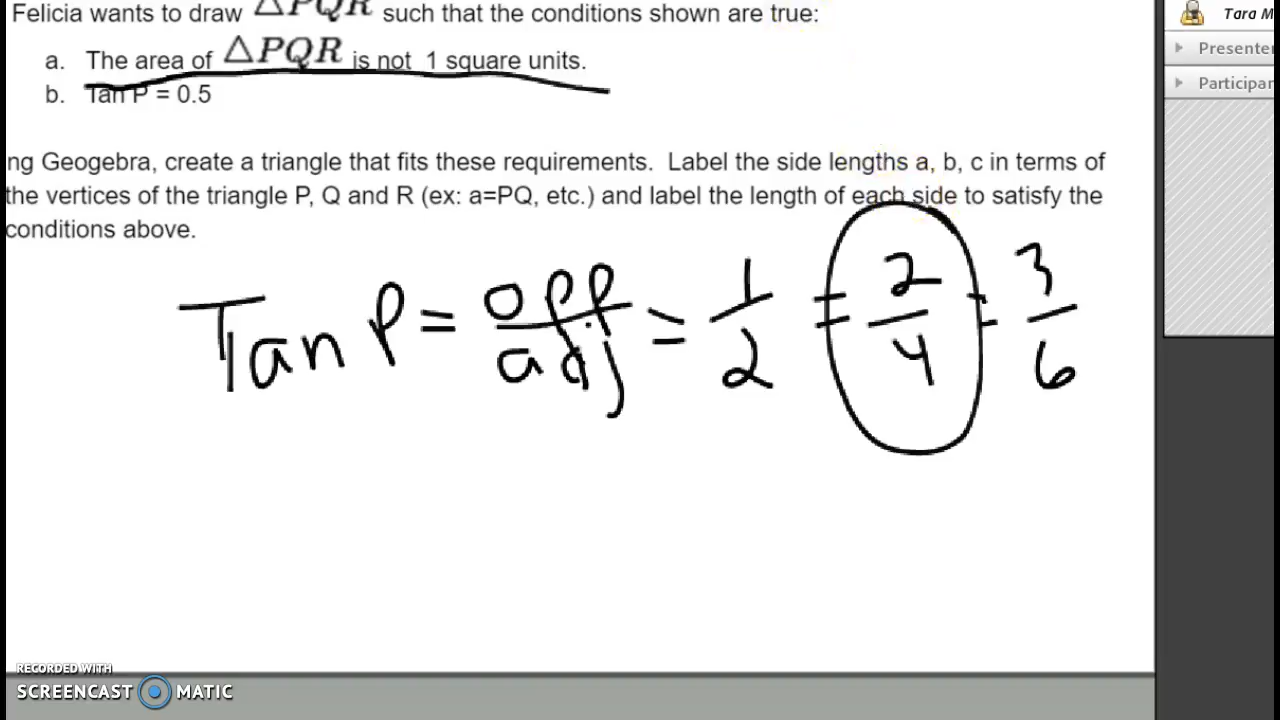 Felicia wants to draw △PQR such that the conditions shown are true:
a. The area of △PQR is not 1 square units.
b. Tan P = 0.5
ng Geogebra, create a triangle that fits these requirements. Label the side lengths a, b, c in terms of
the vertices of the triangle P, Q and R (ex: a=PQ, etc.) and label the length of each side to satisfy the
conditions above.
Tan P = opp/adj = 1/2 = 2/4 = 3/6
Tara M
Presenter
Participan
RECORDED WITH
SCREENCAST MATIC